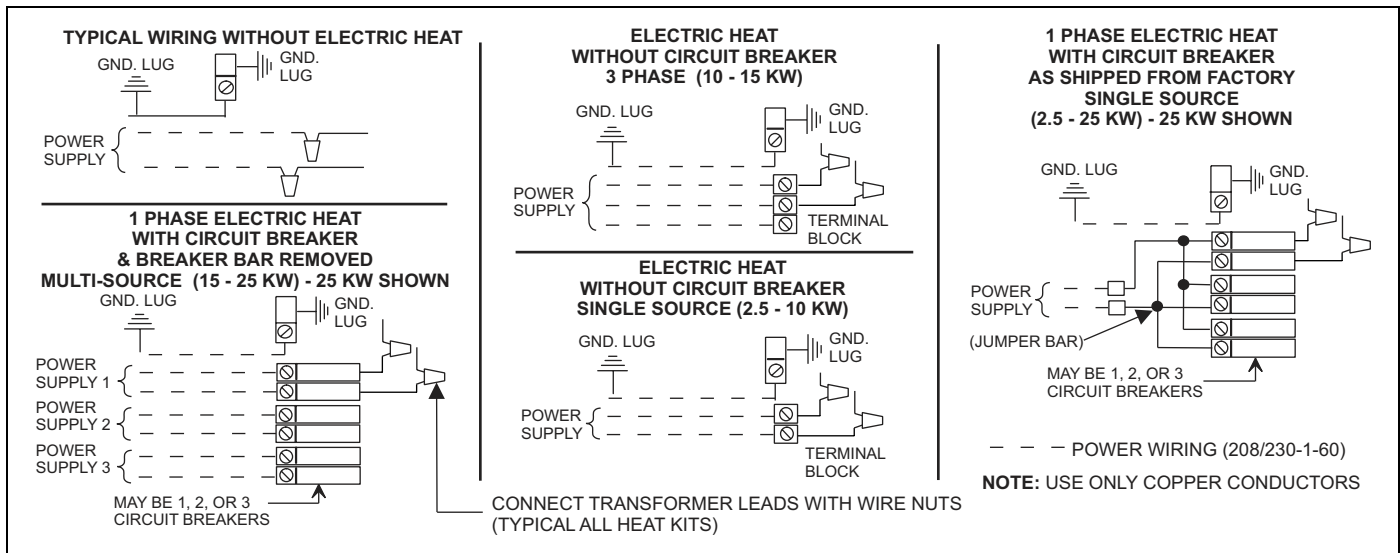 TYPICAL WIRING WITHOUT ELECTRIC HEAT
GND. LUG
GND.
LUG
POWER
SUPPLY
1 PHASE ELECTRIC HEAT
WITH CIRCUIT BREAKER
& BREAKER BAR REMOVED
MULTI-SOURCE (15 - 25 KW) - 25 KW SHOWN
GND. LUG
GND.
LUG
POWER
SUPPLY 1
POWER
SUPPLY 2
POWER
SUPPLY 3
MAY BE 1, 2, OR 3
CIRCUIT BREAKERS
CONNECT TRANSFORMER LEADS WITH WIRE NUTS
(TYPICAL ALL HEAT KITS)
ELECTRIC HEAT
WITHOUT CIRCUIT BREAKER
3 PHASE (10 - 15 KW)
GND. LUG
GND.
LUG
POWER
SUPPLY
TERMINAL
BLOCK
ELECTRIC HEAT
WITHOUT CIRCUIT BREAKER
SINGLE SOURCE (2.5 - 10 KW)
GND. LUG
GND.
LUG
POWER
SUPPLY
TERMINAL
BLOCK
1 PHASE ELECTRIC HEAT
WITH CIRCUIT BREAKER
AS SHIPPED FROM FACTORY
SINGLE SOURCE
(2.5 - 25 KW) - 25 KW SHOWN
GND. LUG
GND.
LUG
POWER
SUPPLY
(JUMPER BAR)
MAY BE 1, 2, OR 3
CIRCUIT BREAKERS
POWER WIRING (208/230-1-60)
NOTE: USE ONLY COPPER CONDUCTORS